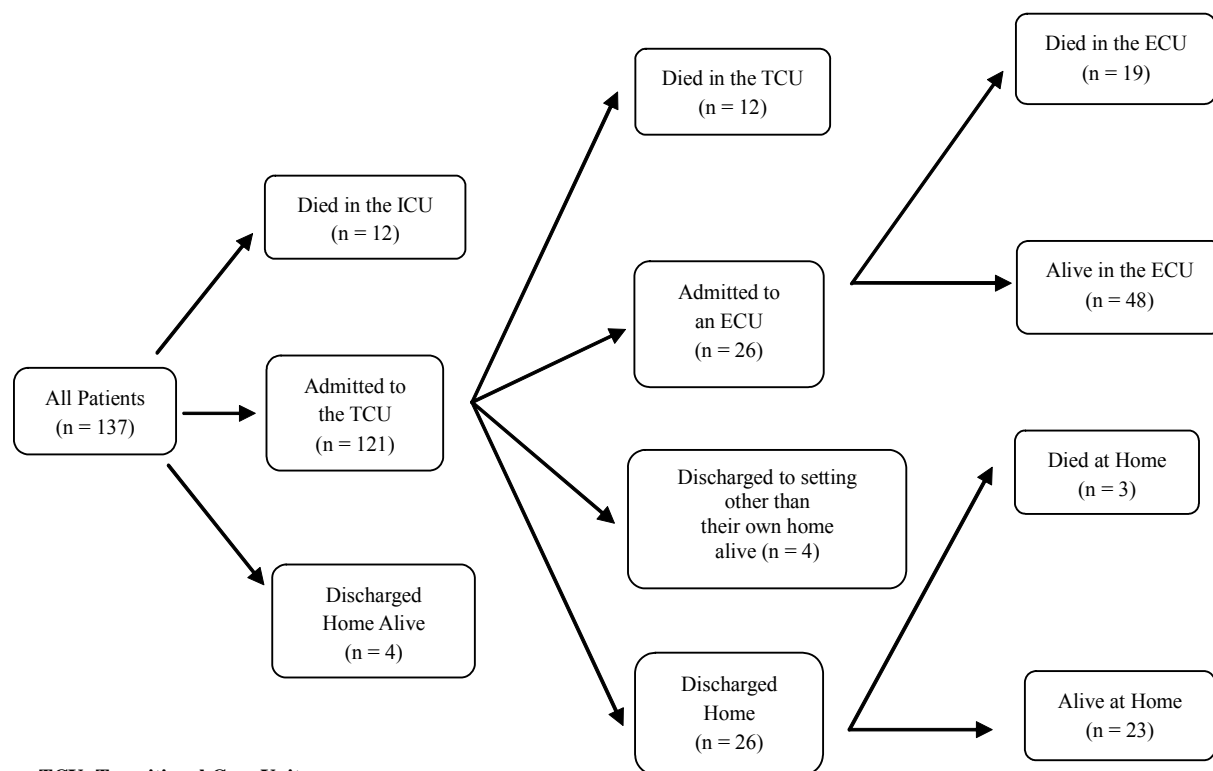 All Patients
(n = 137)
Died in the ICU
(n = 12)
Admitted to
the TCU
(n = 121)
Discharged
Home Alive
(n = 4)
Died in the TCU
(n = 12)
Admitted to
an ECU
(n = 26)
Discharged to setting
other than
their own home
alive (n = 4)
Discharged
Home
(n = 26)
Died in the ECU
(n = 19)
Alive in the ECU
(n = 48)
Died at Home
(n = 3)
Alive at Home
(n = 23)